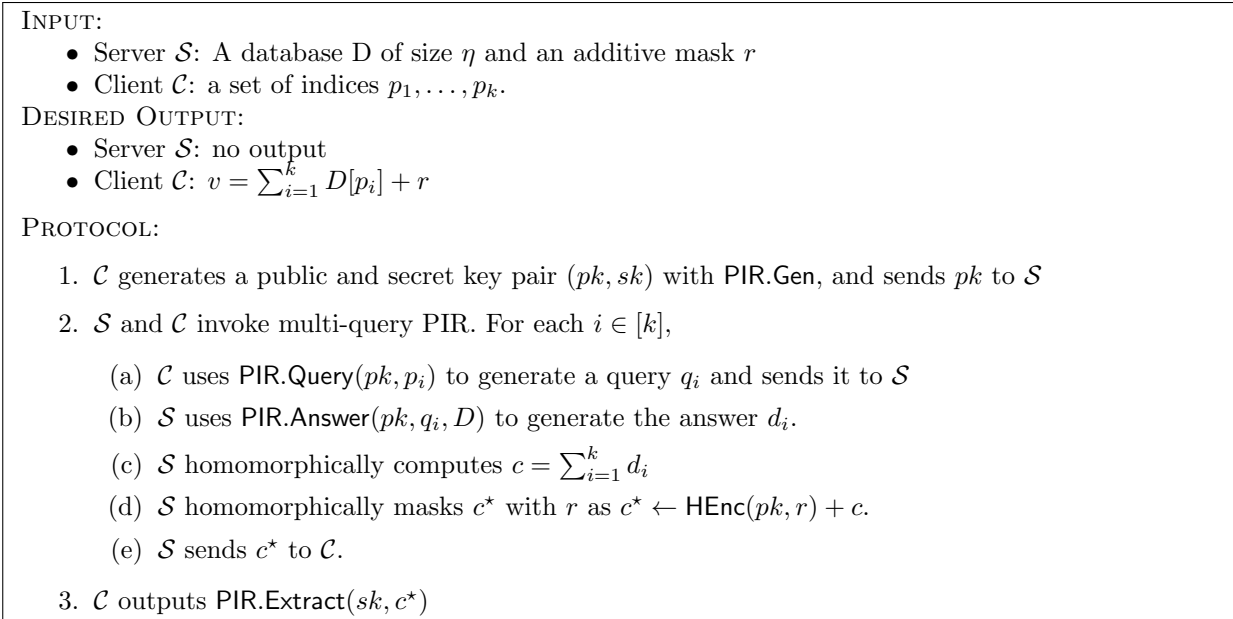 INPUT:
• Server 𝒮: A database D of size η and an additive mask r
• Client 𝒞: a set of indices p₁, . . . , pₖ.
DESIRED OUTPUT:
• Server 𝒮: no output
• Client 𝒞: v = ∑ᵢ₌₁ᵏ D[pᵢ] + r
PROTOCOL:
1. 𝒞 generates a public and secret key pair (pk, sk) with PIR.Gen, and sends pk to 𝒮
2. 𝒮 and 𝒞 invoke multi-query PIR. For each i ∈ [k],
(a) 𝒞 uses PIR.Query(pk, pᵢ) to generate a query qᵢ and sends it to 𝒮
(b) 𝒮 uses PIR.Answer(pk, qᵢ, D) to generate the answer dᵢ.
(c) 𝒮 homomorphically computes c = ∑ᵢ₌₁ᵏ dᵢ
(d) 𝒮 homomorphically masks c⋆ with r as c⋆ ← HEnc(pk, r) + c.
(e) 𝒮 sends c⋆ to 𝒞.
3. 𝒞 outputs PIR.Extract(sk, c⋆)